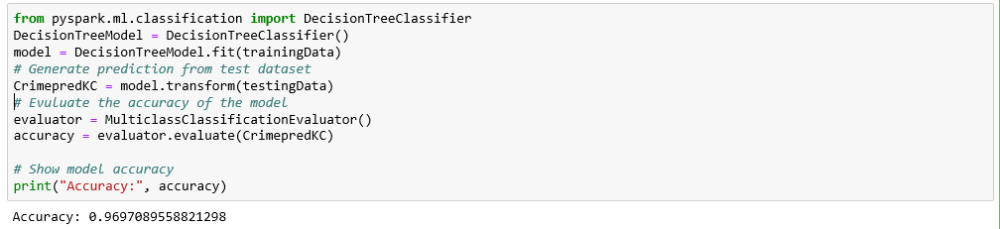 from pyspark.ml.classification import DecisionTreeClassifier
DecisionTreeModel = DecisionTreeClassifier()
model = DecisionTreeModel.fit(trainingData)
# Generate prediction from test dataset
CrimepredKC = model.transform(testingData)
# Evuluate the accuracy of the model
evaluator = MulticlassClassificationEvaluator()
accuracy = evaluator.evaluate(CrimepredKC)
# Show model accuracy
print("Accuracy:", accuracy)
Accuracy: 0.9697089558821298